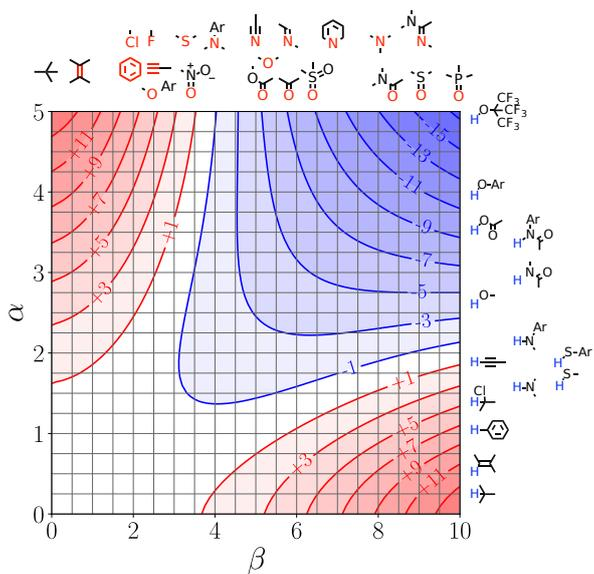 Ar
N
Cl F S N N N N N N
O
O Ar N + O −
O O O S O
O O O
N S P
O O O
5
4
3
2
1
0
α
0 2 4 6 8 10
β
+11
+9
+7
+5
+3
+1
-15
-13
-11
-9
-7
-5
-3
-1
+1
+3
+5
+7
+9
+11
CF3
H O CF3
CF3
H O-Ar
H O O
Ar
H N O
H N O
H O
Ar
H-N
H S-Ar
H S
H
H-N
Cl
H
H
H
H